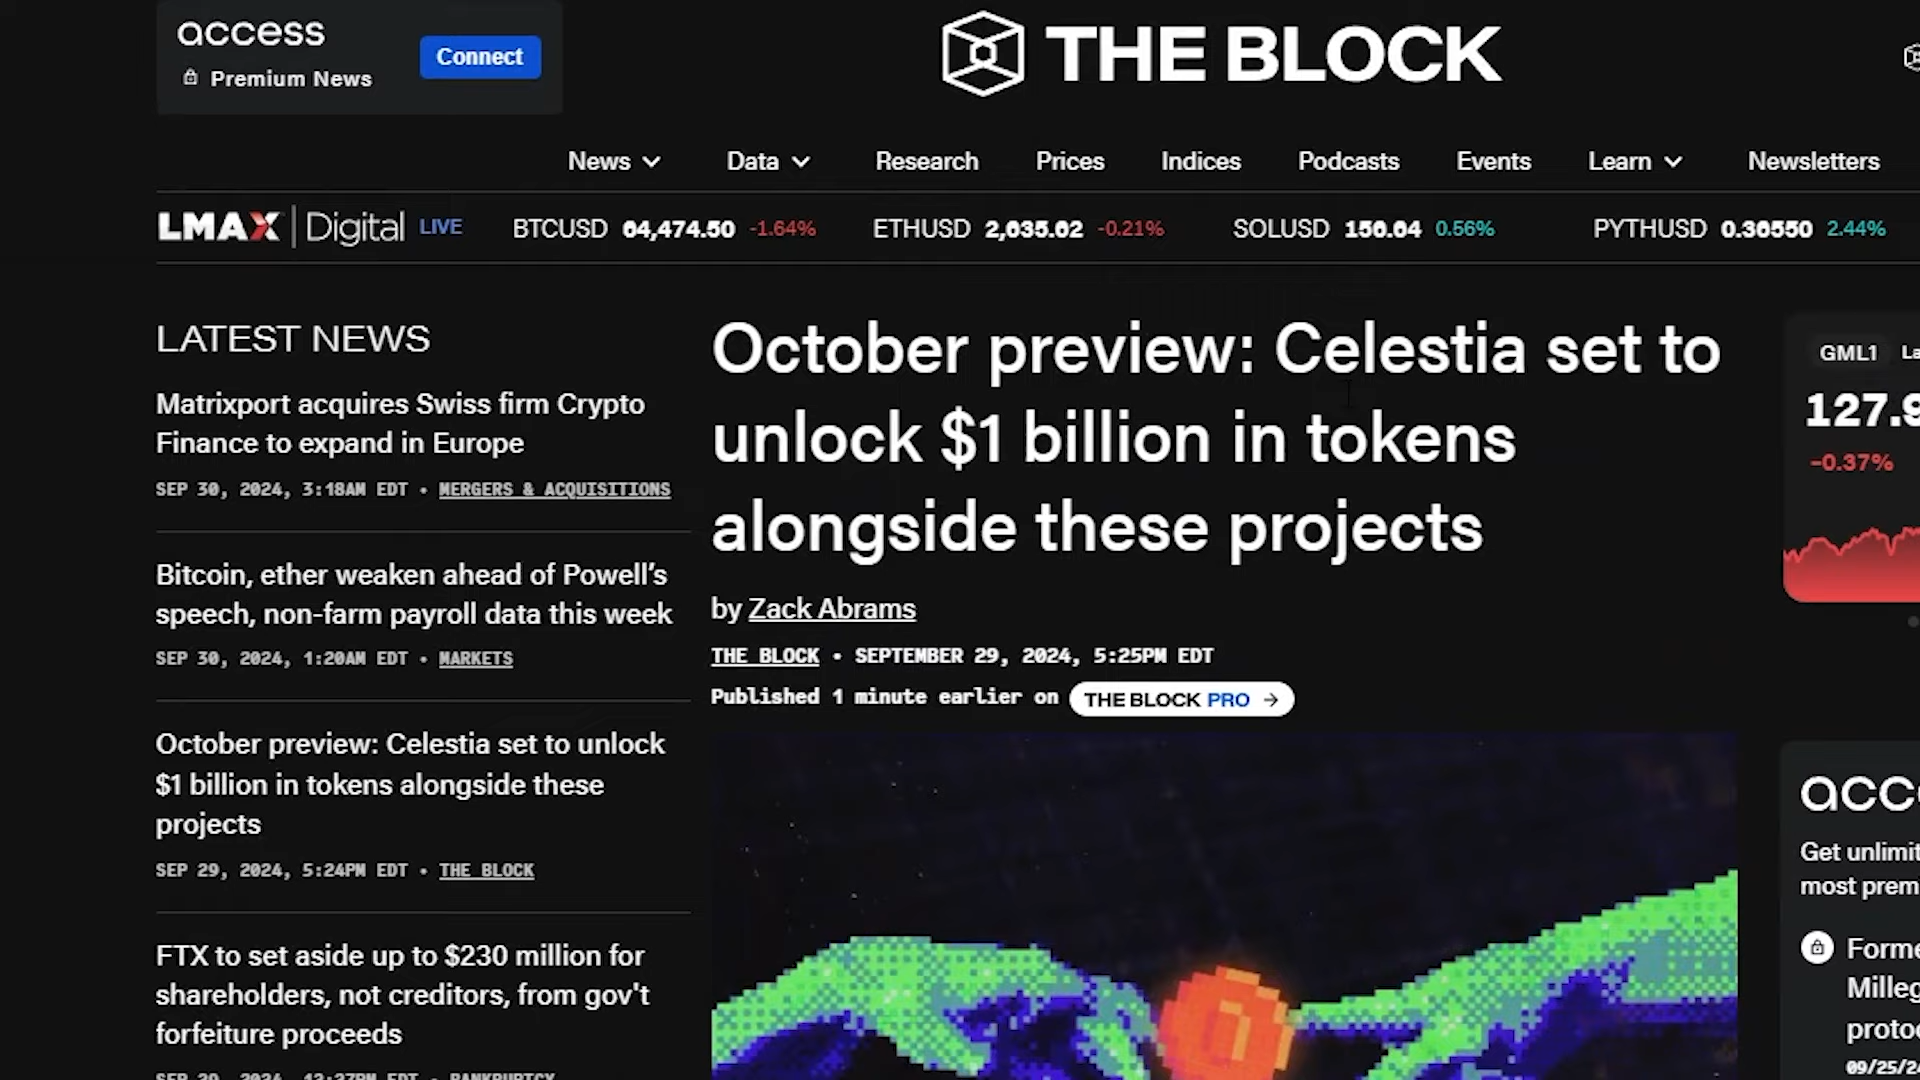 access
Premium News
Connect
THE BLOCK
News
Data
Research
Prices
Indices
Podcasts
Events
Learn
Newsletters
LMAX Digital LIVE
BTCUSD 64,474.50 -1.64%
ETHUSD 2,635.62 -0.21%
SOLUSD 156.64 0.56%
PYTHUSD 0.36550 2.44%
LATEST NEWS
Matrixport acquires Swiss firm Crypto
Finance to expand in Europe
SEP 30, 2024, 3:18AM EDT • MERGERS & ACQUISITIONS
Bitcoin, ether weaken ahead of Powell’s
speech, non-farm payroll data this week
SEP 30, 2024, 1:20AM EDT • MARKETS
October preview: Celestia set to unlock
$1 billion in tokens alongside these
projects
SEP 29, 2024, 5:24PM EDT • THE BLOCK
FTX to set aside up to $230 million for
shareholders, not creditors, from gov't
forfeiture proceeds
October preview: Celestia set to
unlock $1 billion in tokens
alongside these projects
by Zack Abrams
THE BLOCK • SEPTEMBER 29, 2024, 5:25PM EDT
Published 1 minute earlier on THE BLOCK PRO →
GML1
127.9
-0.37%
Get unlimit
most prem
Forme
Milleg
proto
09/25/2